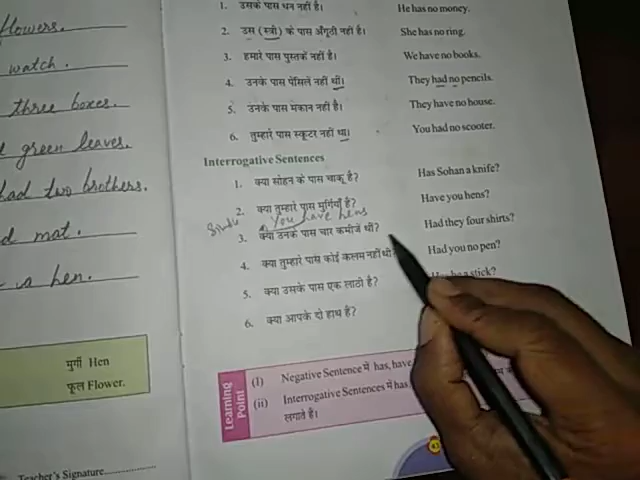 flowers.
watch.
three boxes.
green leaves.
had two brothers.
mat.
a hen.
मुर्गी Hen
फूल Flower.
Teacher's Signature
1. उसके पास धन नहीं है। He has no money.
2. उस (स्त्री) के पास अँगूठी नहीं है। She has no ring.
3. हमारे पास पुस्तकें नहीं हैं। We have no books.
4. उनके पास पेंसिलें नहीं थीं। They had no pencils.
5. उनके पास मकान नहीं है। They have no house.
6. तुम्हारे पास स्कूटर नहीं था। You had no scooter.
Interrogative Sentences
1. क्या सोहन के पास चाकू है? Has Sohan a knife?
2. क्या तुम्हारे पास मुर्गियाँ हैं? Have you hens?
You have hens
3. क्या उनके पास चार कमीजें थीं? Had they four shirts?
4. क्या तुम्हारे पास कोई कलम नहीं थी Had you no pen?
5. क्या उसके पास एक लाठी है? a stick?
6. क्या आपके दो हाथ हैं?
Learning Point
(i) Negative Sentence में has, have
(ii) Interrogative Sentences में has
लगाते हैं।